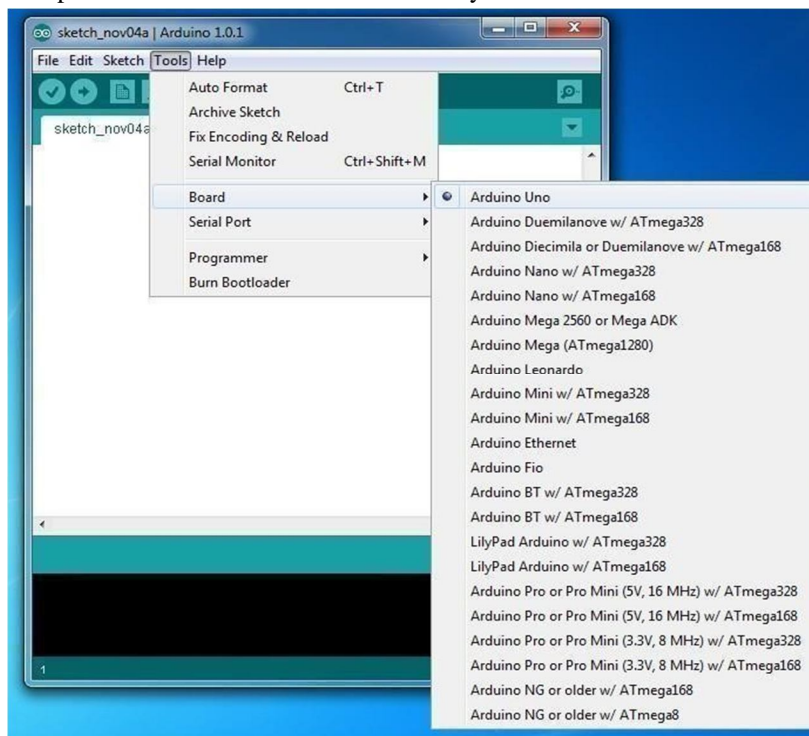 sketch_nov04a | Arduino 1.0.1
File Edit Sketch Tools Help
Auto Format Ctrl+T
Archive Sketch
sketch_nov04a
Fix Encoding & Reload
Serial Monitor Ctrl+Shift+M
Board
Serial Port
Programmer
Burn Bootloader
Arduino Uno
Arduino Duemilanove w/ ATmega328
Arduino Diecimila or Duemilanove w/ ATmega168
Arduino Nano w/ ATmega328
Arduino Nano w/ ATmega168
Arduino Mega 2560 or Mega ADK
Arduino Mega (ATmega1280)
Arduino Leonardo
Arduino Mini w/ ATmega328
Arduino Mini w/ ATmega168
Arduino Ethernet
Arduino Fio
Arduino BT w/ ATmega328
Arduino BT w/ ATmega168
LilyPad Arduino w/ ATmega328
LilyPad Arduino w/ ATmega168
Arduino Pro or Pro Mini (5V, 16 MHz) w/ ATmega328
Arduino Pro or Pro Mini (5V, 16 MHz) w/ ATmega168
Arduino Pro or Pro Mini (3.3V, 8 MHz) w/ ATmega328
Arduino Pro or Pro Mini (3.3V, 8 MHz) w/ ATmega168
Arduino NG or older w/ ATmega168
Arduino NG or older w/ ATmega8
1